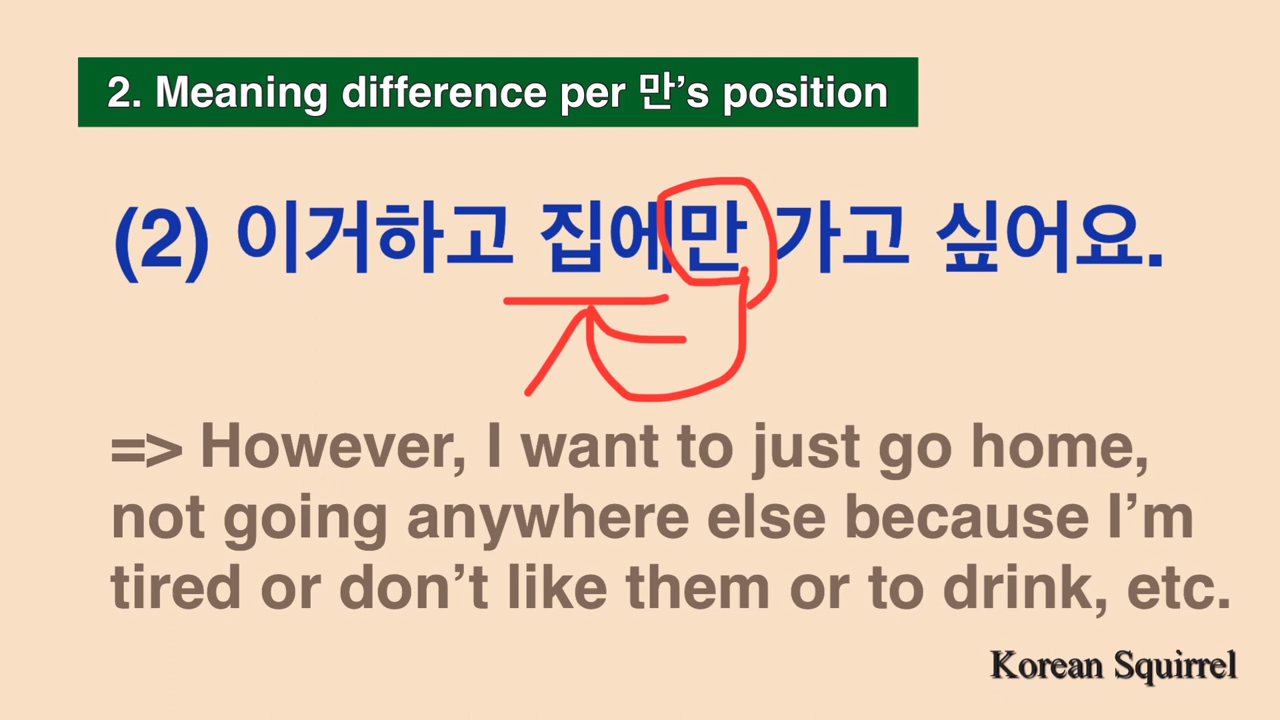 2. Meaning difference per 만’s position
(2) 이거하고 집에만 가고 싶어요.
=> However, I want to just go home,
not going anywhere else because I’m
tired or don’t like them or to drink, etc.
Korean Squirrel